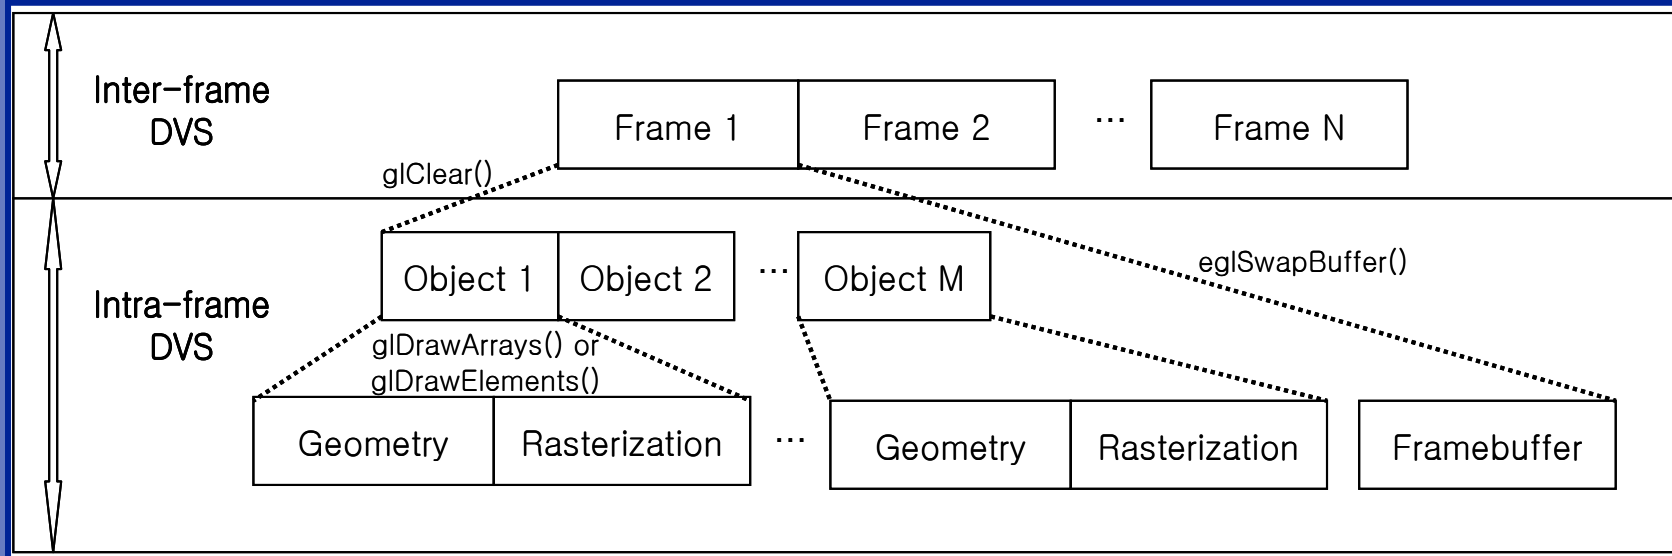 Inter-frame
DVS
Frame 1
Frame 2
...
Frame N
glClear()
Intra-frame
DVS
Object 1
Object 2
...
Object M
eglSwapBuffer()
glDrawArrays() or
glDrawElements()
Geometry
Rasterization
...
Geometry
Rasterization
Framebuffer